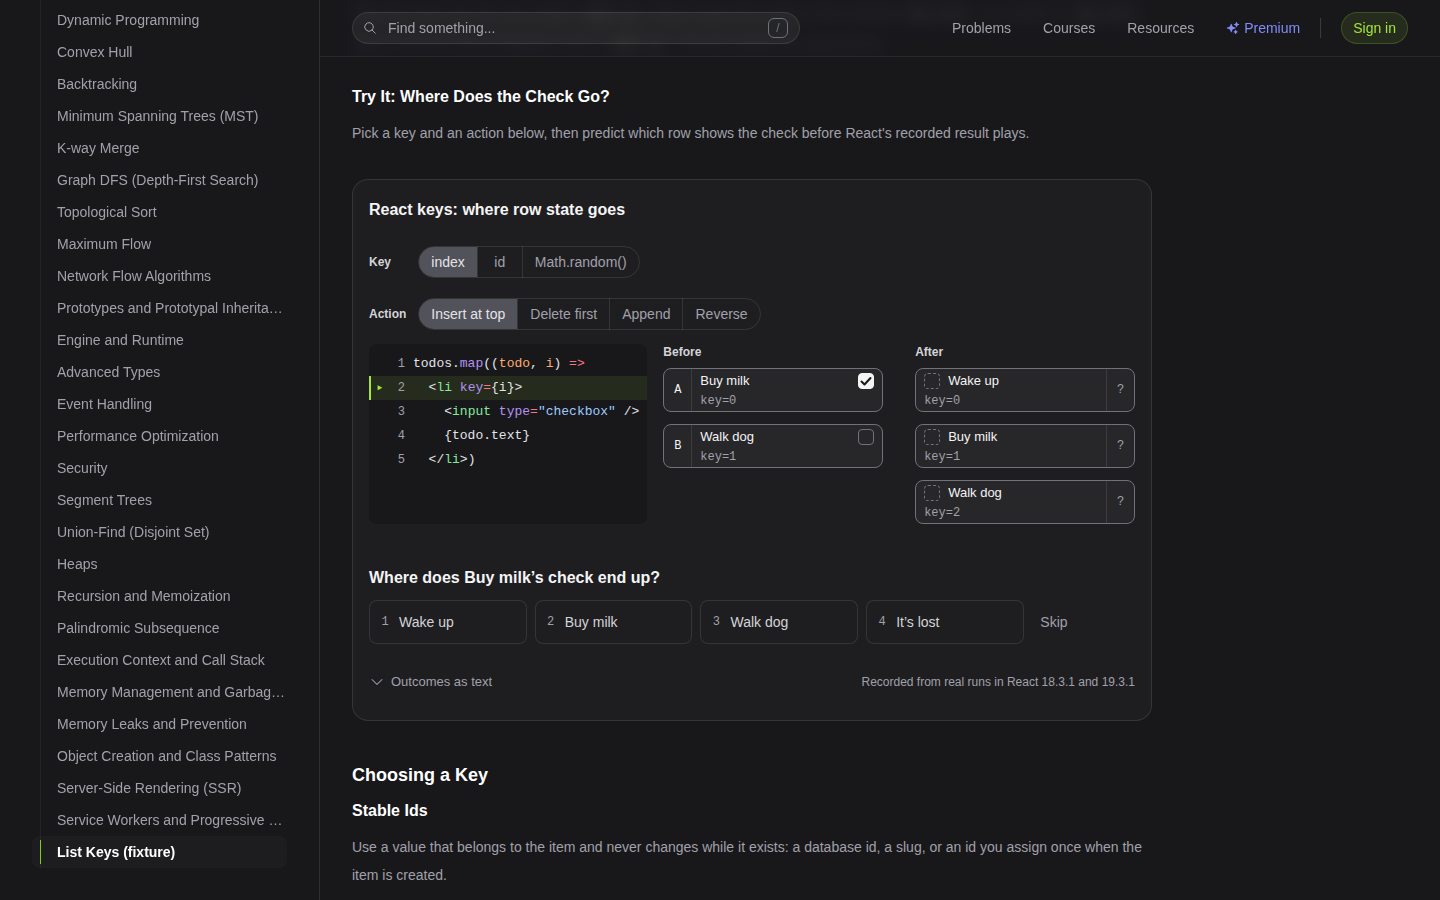 Dynamic Programming
Convex Hull
Backtracking
Minimum Spanning Trees (MST)
K-way Merge
Graph DFS (Depth-First Search)
Topological Sort
Maximum Flow
Network Flow Algorithms
Prototypes and Prototypal Inherita…
Engine and Runtime
Advanced Types
Event Handling
Performance Optimization
Security
Segment Trees
Union-Find (Disjoint Set)
Heaps
Recursion and Memoization
Palindromic Subsequence
Execution Context and Call Stack
Memory Management and Garbag…
Memory Leaks and Prevention
Object Creation and Class Patterns
Server-Side Rendering (SSR)
Service Workers and Progressive …
List Keys (fixture)
Find something... /
Problems Courses Resources Premium Sign in
Try It: Where Does the Check Go?
Pick a key and an action below, then predict which row shows the check before React's recorded result plays.
React keys: where row state goes
Key index id Math.random()
Action Insert at top Delete first Append Reverse
1 todos.map((todo, i) =>
2 <li key={i}>
3 <input type="checkbox" />
4 {todo.text}
5 </li>)
Before
A Buy milk
key=0
B Walk dog
key=1
After
Wake up ?
key=0
Buy milk ?
key=1
Walk dog ?
key=2
Where does Buy milk’s check end up?
1 Wake up 2 Buy milk 3 Walk dog 4 It’s lost Skip
Outcomes as text Recorded from real runs in React 18.3.1 and 19.3.1
Choosing a Key
Stable Ids
Use a value that belongs to the item and never changes while it exists: a database id, a slug, or an id you assign once when the
item is created.